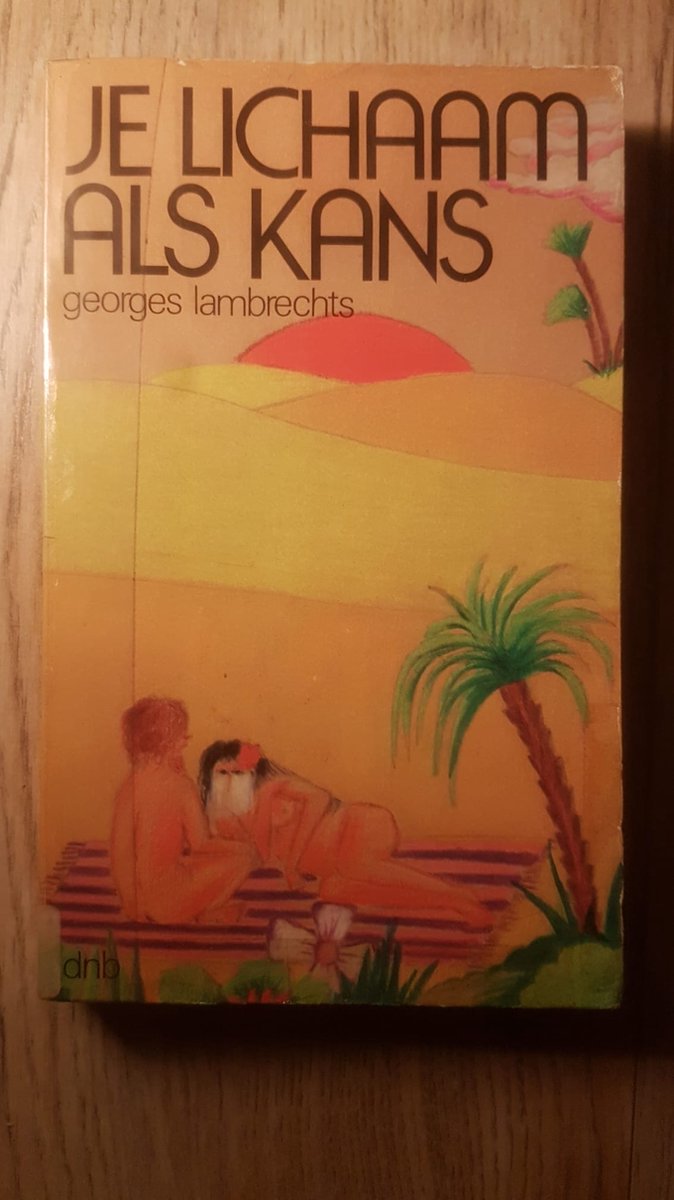 JE LICHAAM
ALS KANS
georges lambrechts
dnb